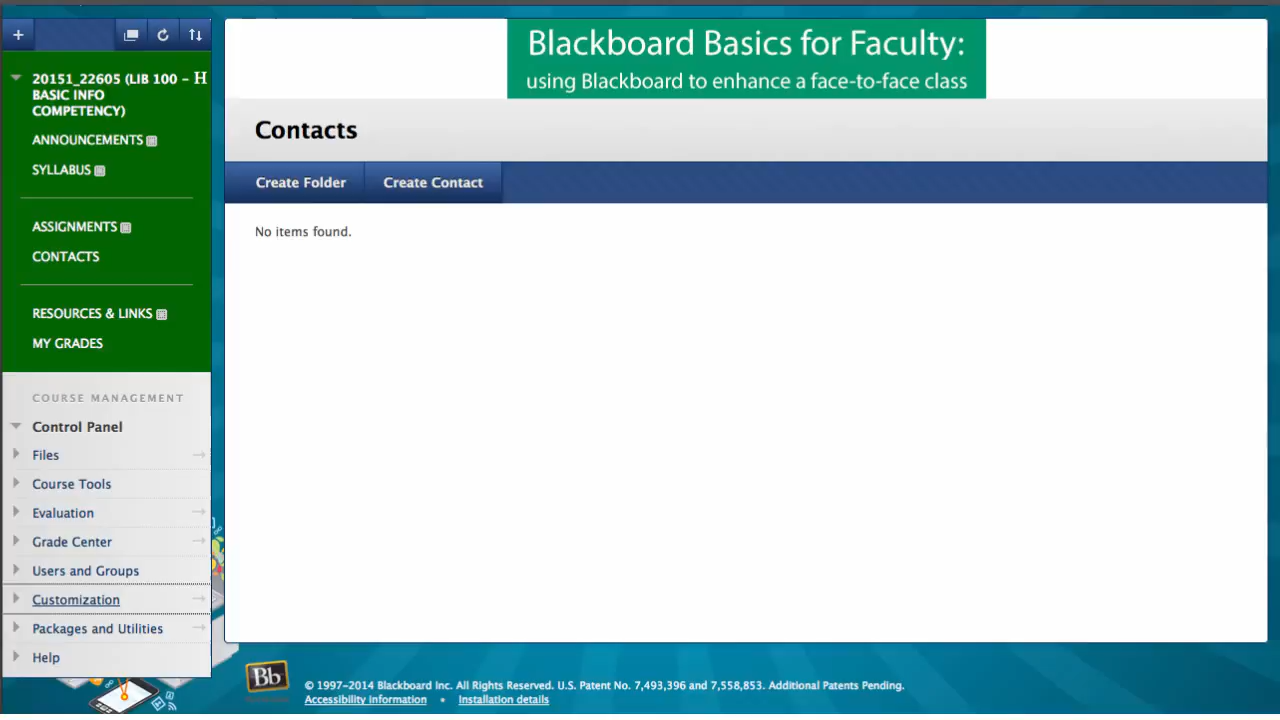 Blackboard Basics for Faculty:
using Blackboard to enhance a face-to-face class
20151_22605 (LIB 100 - H
BASIC INFO
COMPETENCY)
ANNOUNCEMENTS
SYLLABUS
ASSIGNMENTS
CONTACTS
RESOURCES & LINKS
MY GRADES
COURSE MANAGEMENT
Control Panel
Files
Course Tools
Evaluation
Grade Center
Users and Groups
Customization
Packages and Utilities
Help
Contacts
Create Folder
Create Contact
No items found.
Bb
© 1997-2014 Blackboard Inc. All Rights Reserved. U.S. Patent No. 7,493,396 and 7,558,853. Additional Patents Pending.
Accessibility information • Installation details